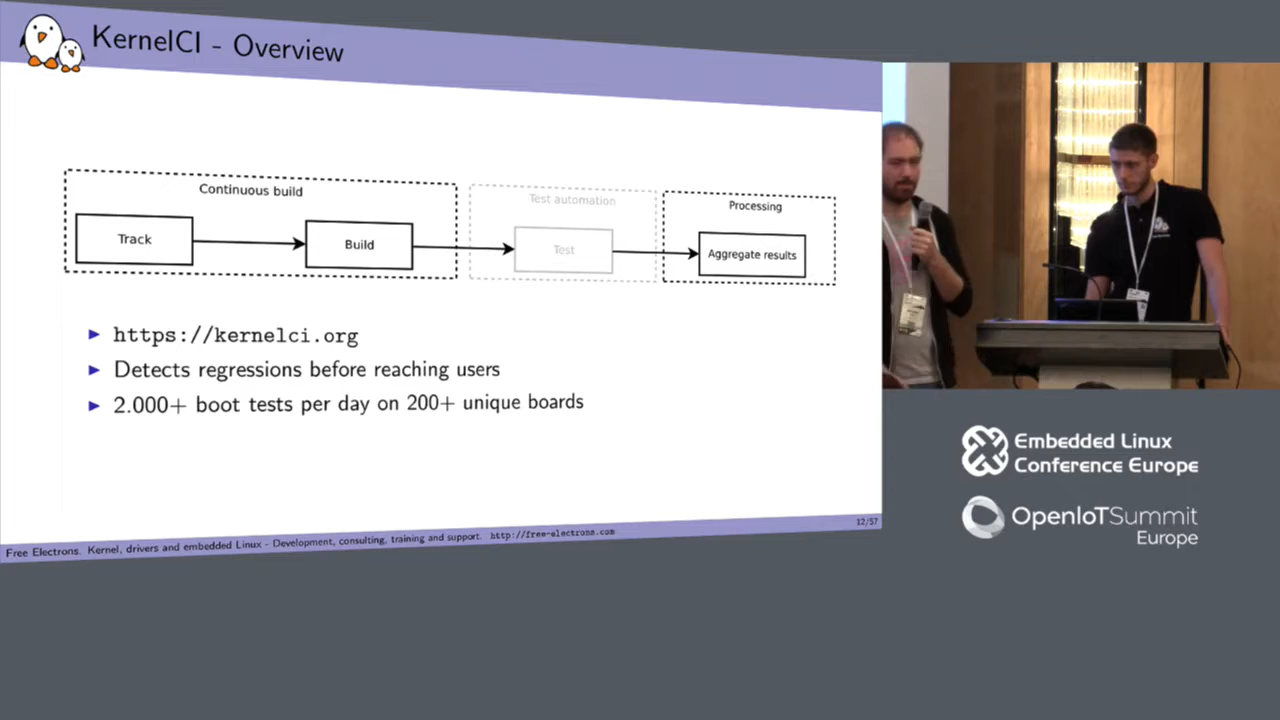 KernelCI - Overview
Continuous build
Test automation
Processing
Track
Build
Test
Aggregate results
https://kernelci.org
Detects regressions before reaching users
2.000+ boot tests per day on 200+ unique boards
12/57
Free Electrons. Kernel, drivers and embedded Linux - Development, consulting, training and support. http://free-electrons.com
Embedded Linux
Conference Europe
OpenIoTSummit
Europe